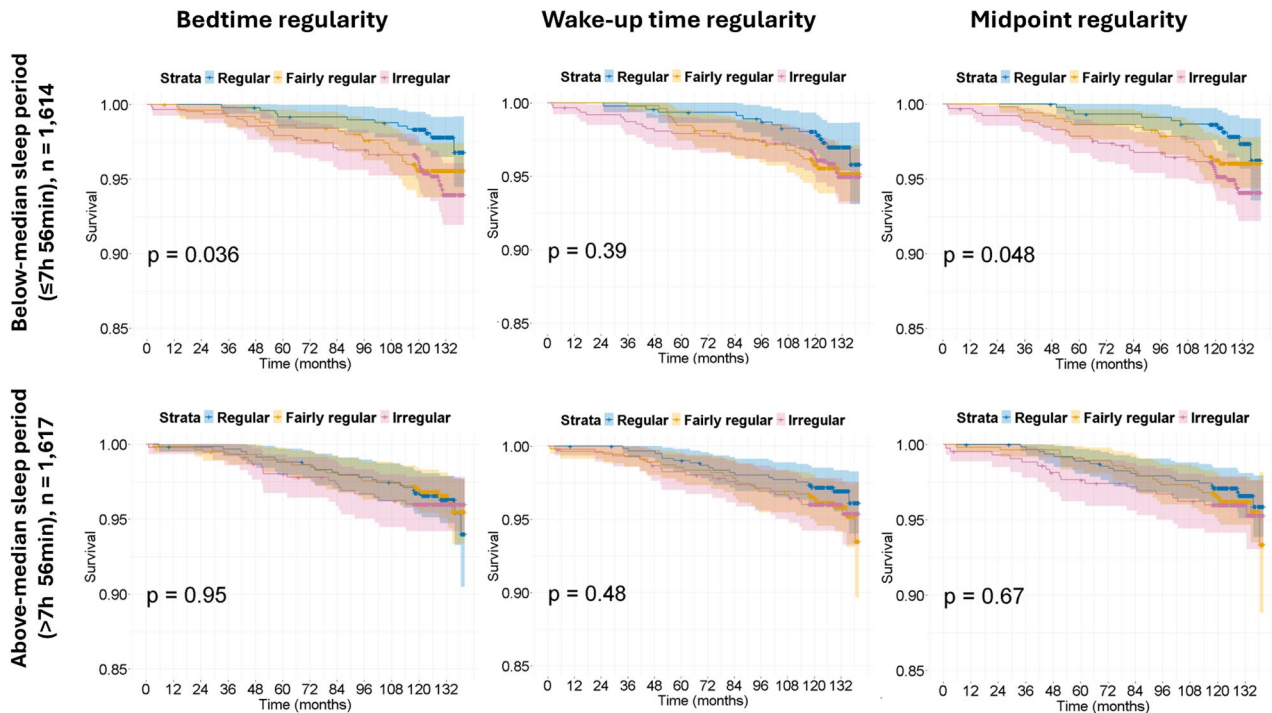 Bedtime regularity
Wake-up time regularity
Midpoint regularity
Below-median sleep period
(≤7h 56min), n = 1,614
Strata Regular Fairly regular Irregular
1.00
0.95
0.90
0.85
Survival
p = 0.036
0 12 24 36 48 60 72 84 96 108 120 132
Time (months)
Strata Regular Fairly regular Irregular
1.00
0.95
0.90
0.85
Survival
p = 0.39
0 12 24 36 48 60 72 84 96 108 120 132
Time (months)
Strata Regular Fairly regular Irregular
1.00
0.95
0.90
0.85
Survival
p = 0.048
0 12 24 36 48 60 72 84 96 108 120 132
Time (months)
Above-median sleep period
(>7h 56min), n = 1,617
Strata Regular Fairly regular Irregular
1.00
0.95
0.90
0.85
Survival
p = 0.95
0 12 24 36 48 60 72 84 96 108 120 132
Time (months)
Strata Regular Fairly regular Irregular
1.00
0.95
0.90
0.85
Survival
p = 0.48
0 12 24 36 48 60 72 84 96 108 120 132
Time (months)
Strata Regular Fairly regular Irregular
1.00
0.95
0.90
0.85
Survival
p = 0.67
0 12 24 36 48 60 72 84 96 108 120 132
Time (months)